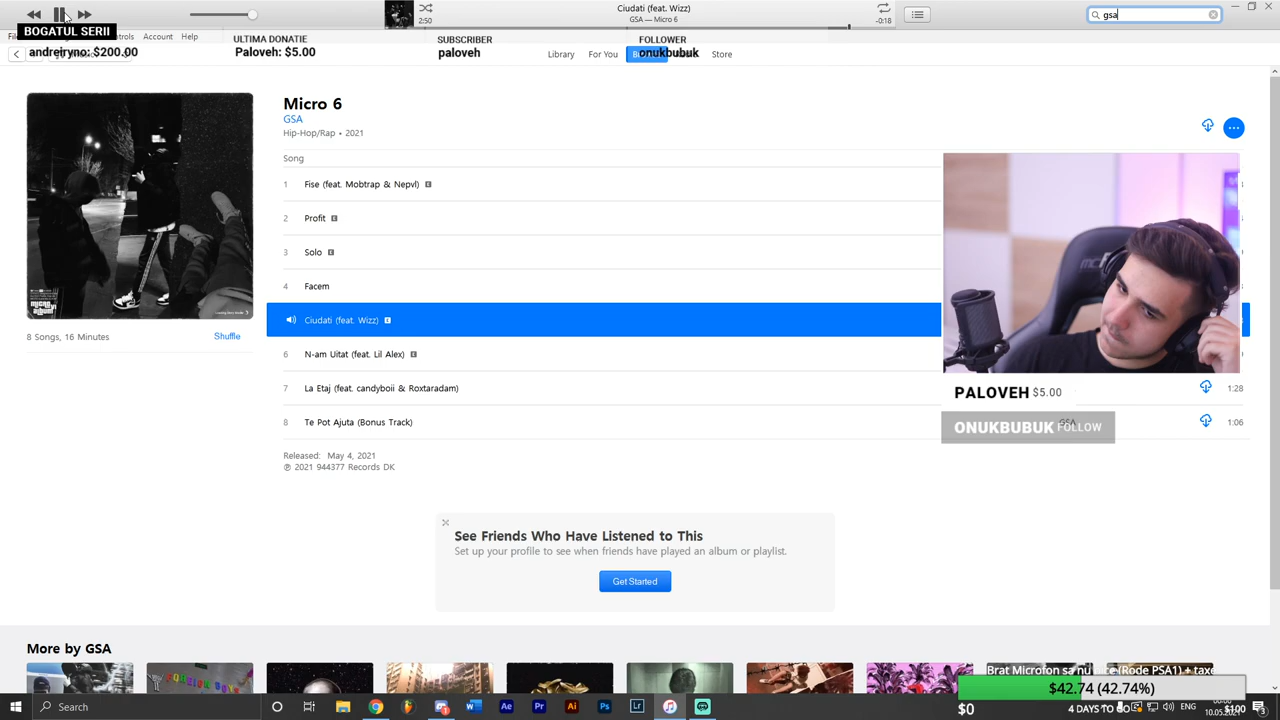 Ciudati (feat. Wizz)
GSA — Micro 6
2:50
-0:18
gsa
BOGATUL SERII
andreiryno: $200.00
Account
Help
ULTIMA DONATIE
Paloveh: $5.00
SUBSCRIBER
paloveh
FOLLOWER
onukbubuk
Library
For You
Store
Micro 6
GSA
Hip-Hop/Rap • 2021
Song
1 Fise (feat. Mobtrap & Nepvl) E
2 Profit E
3 Solo E
4 Facem
Ciudati (feat. Wizz) E
6 N-am Uitat (feat. Lil Alex) E
7 La Etaj (feat. candyboii & Roxtaradam) 1:28
8 Te Pot Ajuta (Bonus Track) GSA 1:06
8 Songs, 16 Minutes
Shuffle
PALOVEH $5.00
ONUKBUBUK FOLLOW
Released: May 4, 2021
℗ 2021 944377 Records DK
See Friends Who Have Listened to This
Set up your profile to see when friends have played an album or playlist.
Get Started
More by GSA
$42.74 (42.74%)
$0
4 DAYS TO GO
$100
Search
ENG